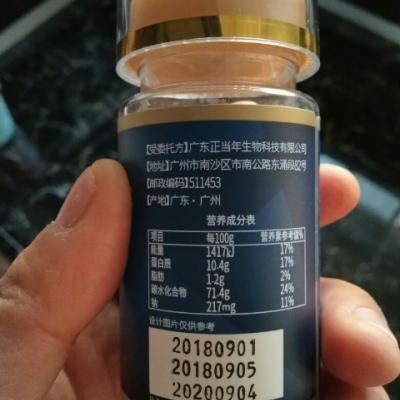 【受委托方】广东正当年生物科技有限公司
【地址】广州市南沙区市南公路东涌段82号
【邮政编码】511453
【产地】广东·广州
营养成分表
项目 每100g 营养素参考值%
能量 1417kJ 17%
蛋白质 10.4g 17%
脂肪 1.2g 2%
碳水化合物 71.4g 24%
钠 217mg 11%
设计图片仅供参考
20180901
20180905
20200904